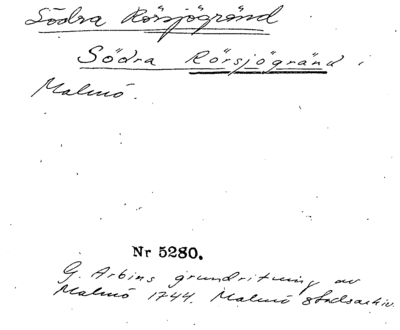 Södra Rörsjögränd
Södra Rörsjögränd i
Malmö.
Nr 5280.
G. Arbins grundritning av
Malmö 1744. Malmö stadsarkiv.